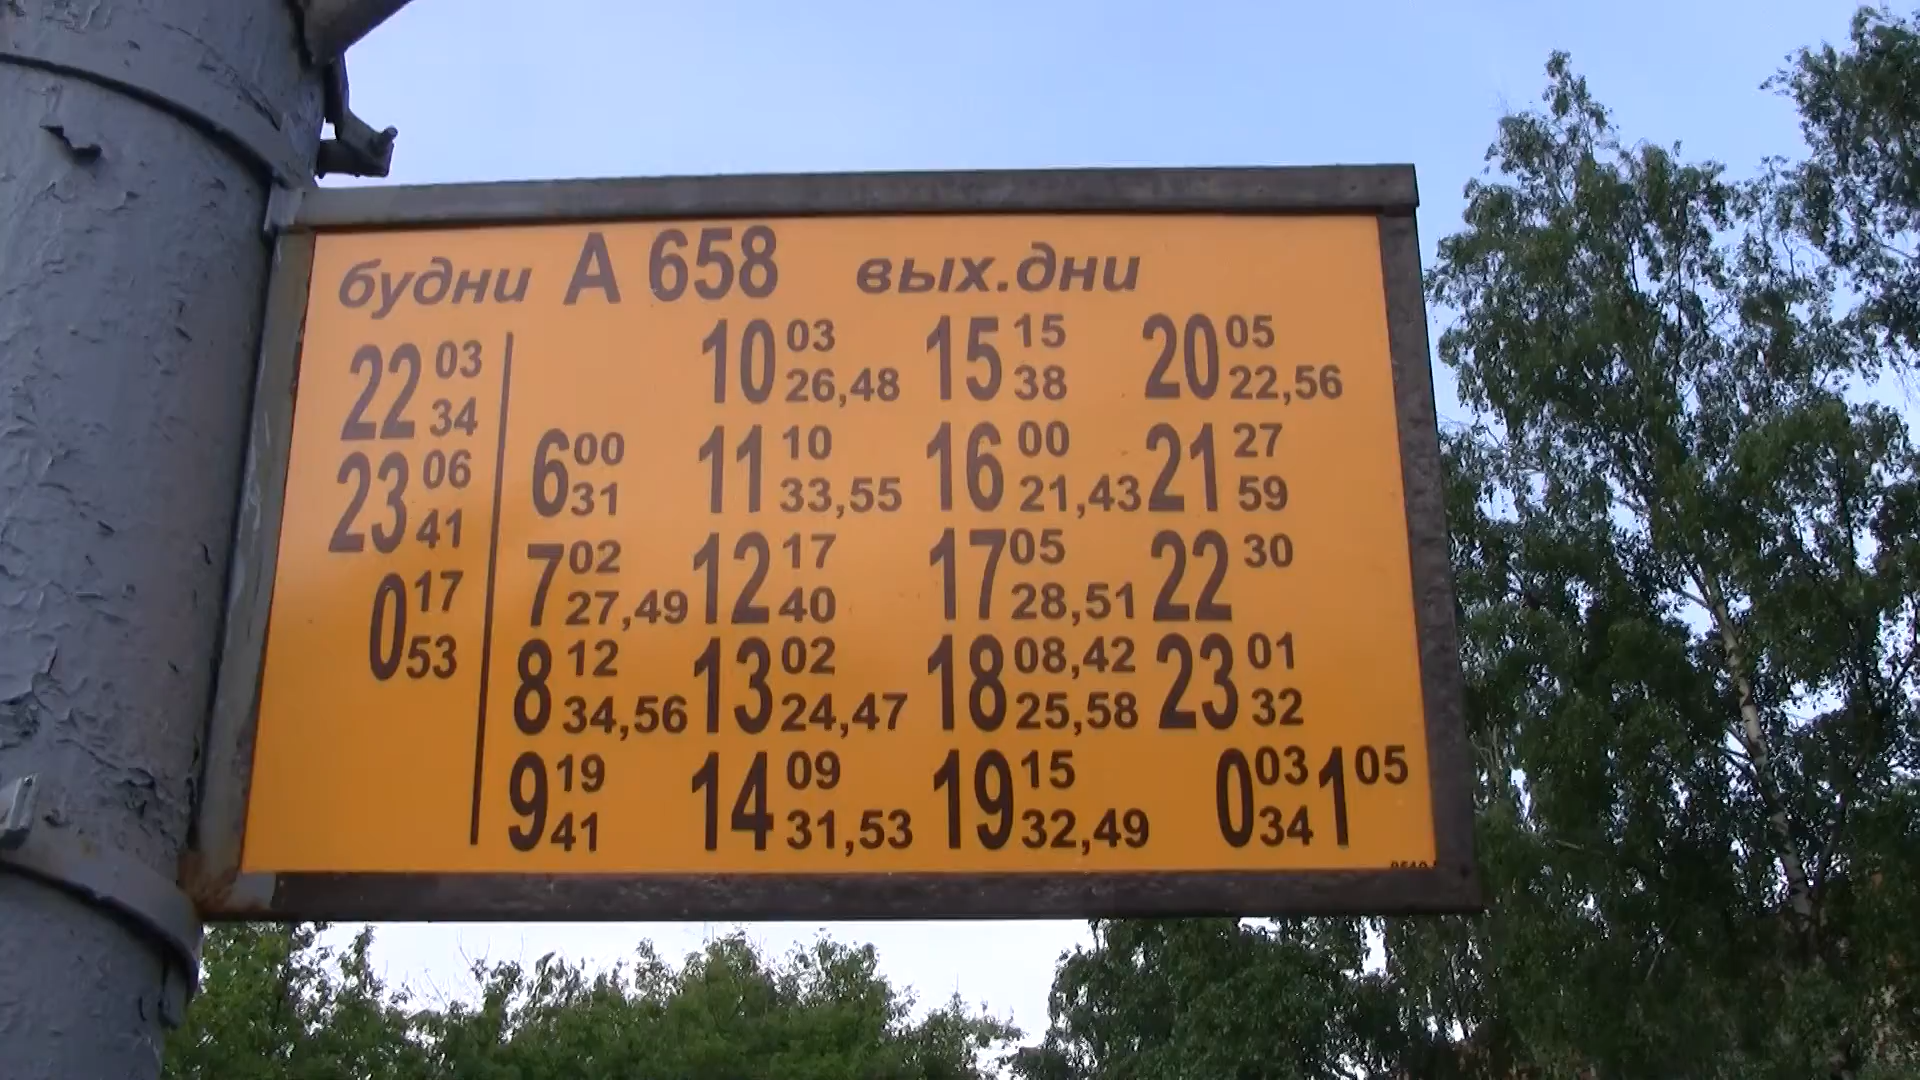 будни А 658 вых.дни
22 03 10 03 15 15 20 05
34 26,48 38 22,56
23 06 6 00 11 10 16 00 21 27
41 31 33,55 21,43 59
0 17 7 02 12 17 17 05 22 30
53 27,49 40 28,51
8 12 13 02 18 08,42 23 01
34,56 24,47 25,58 32
9 19 14 09 19 15 0 03 1 05
41 31,53 32,49 34